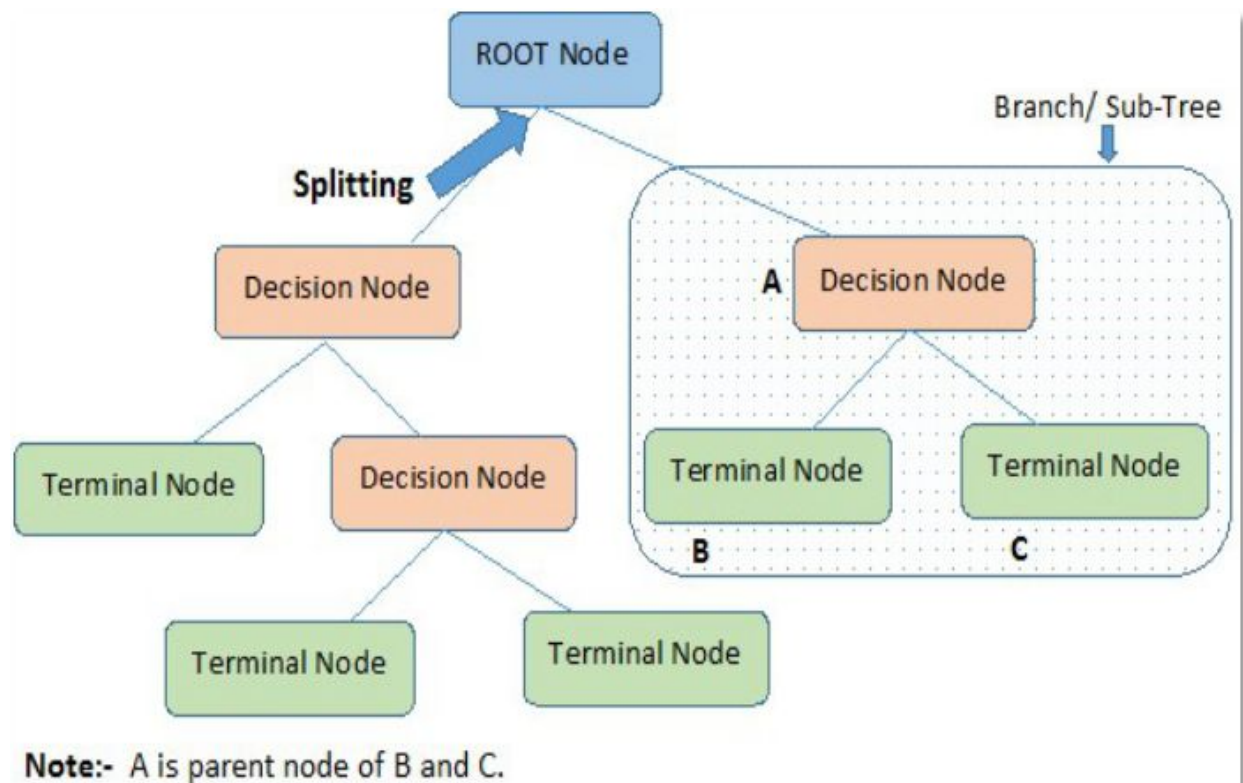 ROOT Node
Branch/ Sub-Tree
Splitting
Decision Node
A
Decision Node
Terminal Node
Decision Node
Terminal Node
Terminal Node
B
C
Terminal Node
Terminal Node
Note:- A is parent node of B and C.